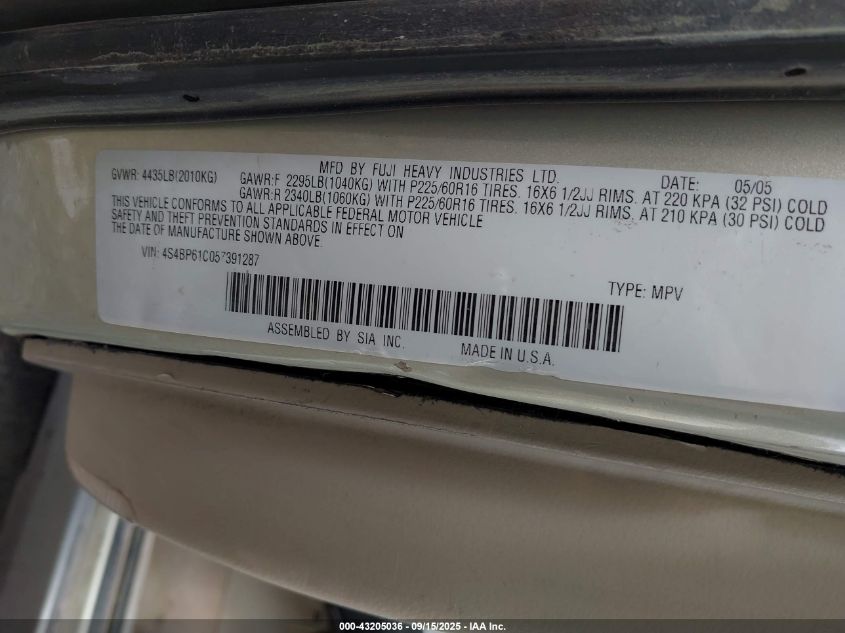 MFD BY FUJI HEAVY INDUSTRIES LTD. DATE: 05/05
GVWR: 4435LB(2010KG) GAWR:F 2295LB(1040KG) WITH P225/60R16 TIRES. 16X6 1/2JJ RIMS. AT 220 KPA (32 PSI) COLD
GAWR:R 2340LB(1060KG) WITH P225/60R16 TIRES. 16X6 1/2JJ RIMS. AT 210 KPA (30 PSI) COLD
THIS VEHICLE CONFORMS TO ALL APPLICABLE FEDERAL MOTOR VEHICLE
SAFETY AND THEFT PREVENTION STANDARDS IN EFFECT ON
THE DATE OF MANUFACTURE SHOWN ABOVE.
VIN: 4S4BP61C057391287 TYPE: MPV
ASSEMBLED BY SIA INC. MADE IN U.S.A.
000-43205036 - 09/15/2025 - IAA Inc.